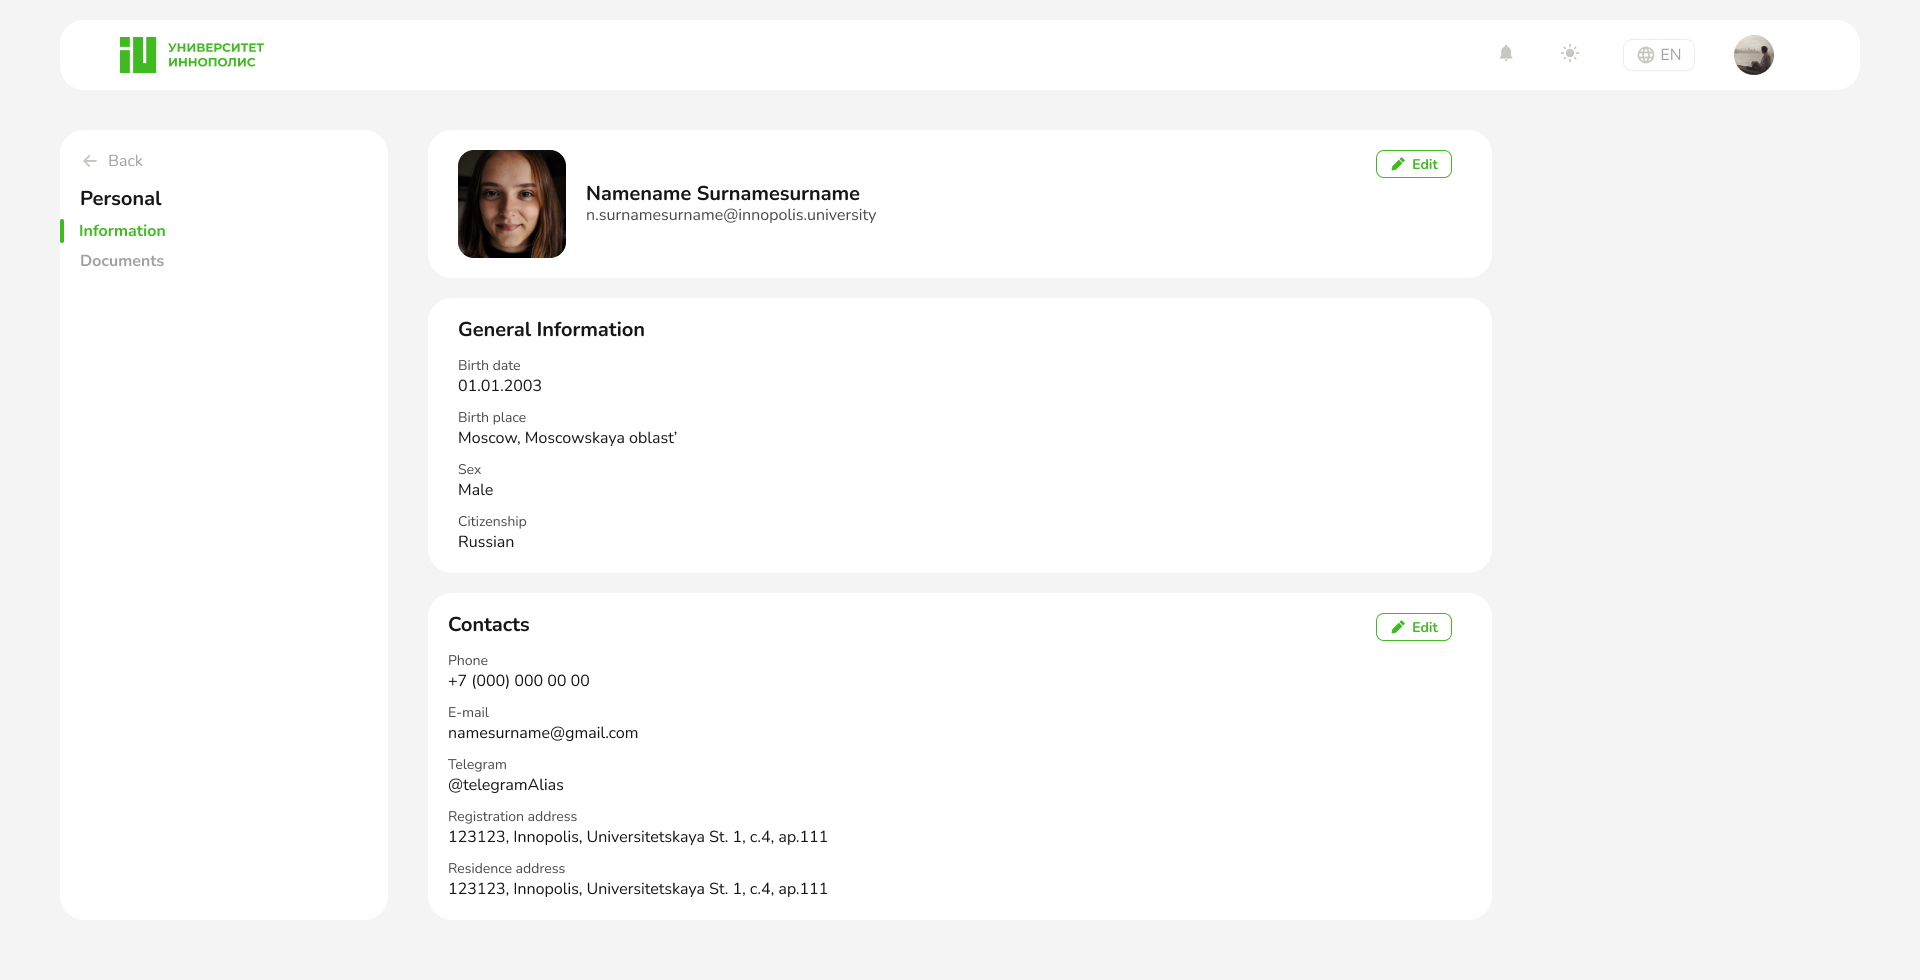 УНИВЕРСИТЕТ
ИННОПОЛИС
EN
Back
Personal
Information
Documents
Namename Surnamesurname
n.surnamesurname@innopolis.university
Edit
General Information
Birth date
01.01.2003
Birth place
Moscow, Moscowskaya oblast’
Sex
Male
Citizenship
Russian
Contacts
Edit
Phone
+7 (000) 000 00 00
E-mail
namesurname@gmail.com
Telegram
@telegramAlias
Registration address
123123, Innopolis, Universitetskaya St. 1, c.4, ap.111
Residence address
123123, Innopolis, Universitetskaya St. 1, c.4, ap.111